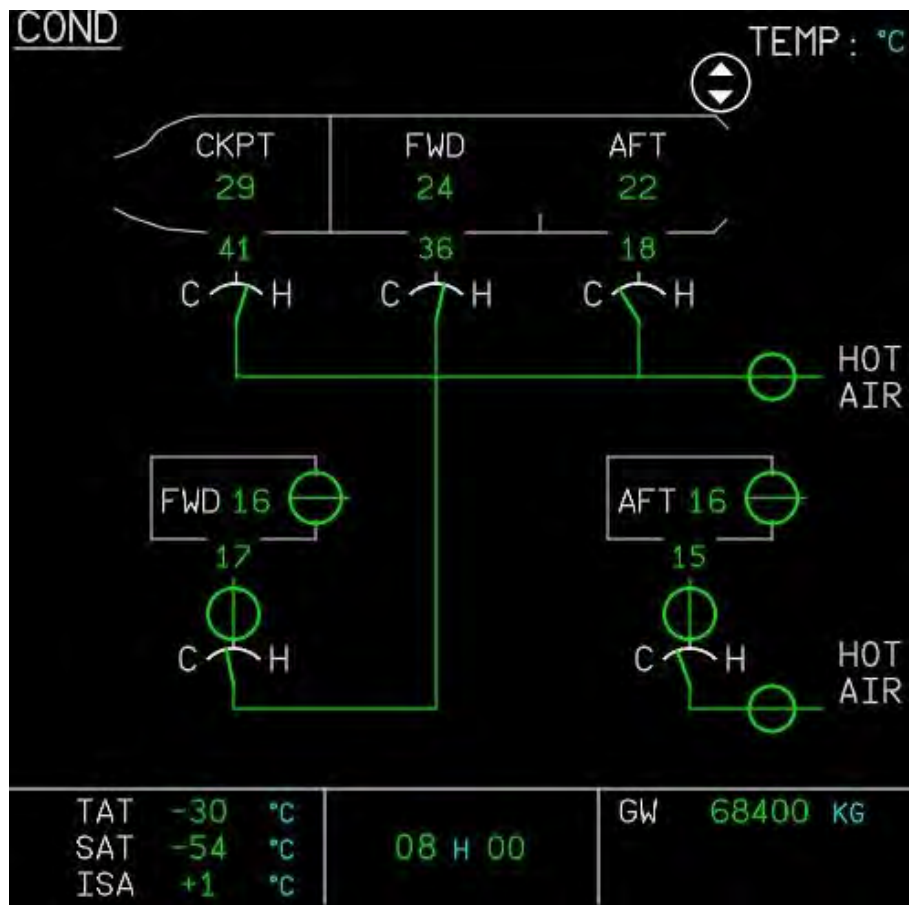 COND
TEMP : °C
CKPT FWD AFT
29 24 22
41 36 18
C H C H C H
HOT
AIR
FWD 16 AFT 16
17 15
C H C H
HOT
AIR
TAT -30 °C
SAT -54 °C
ISA +1 °C
08 H 00
GW 68400 KG